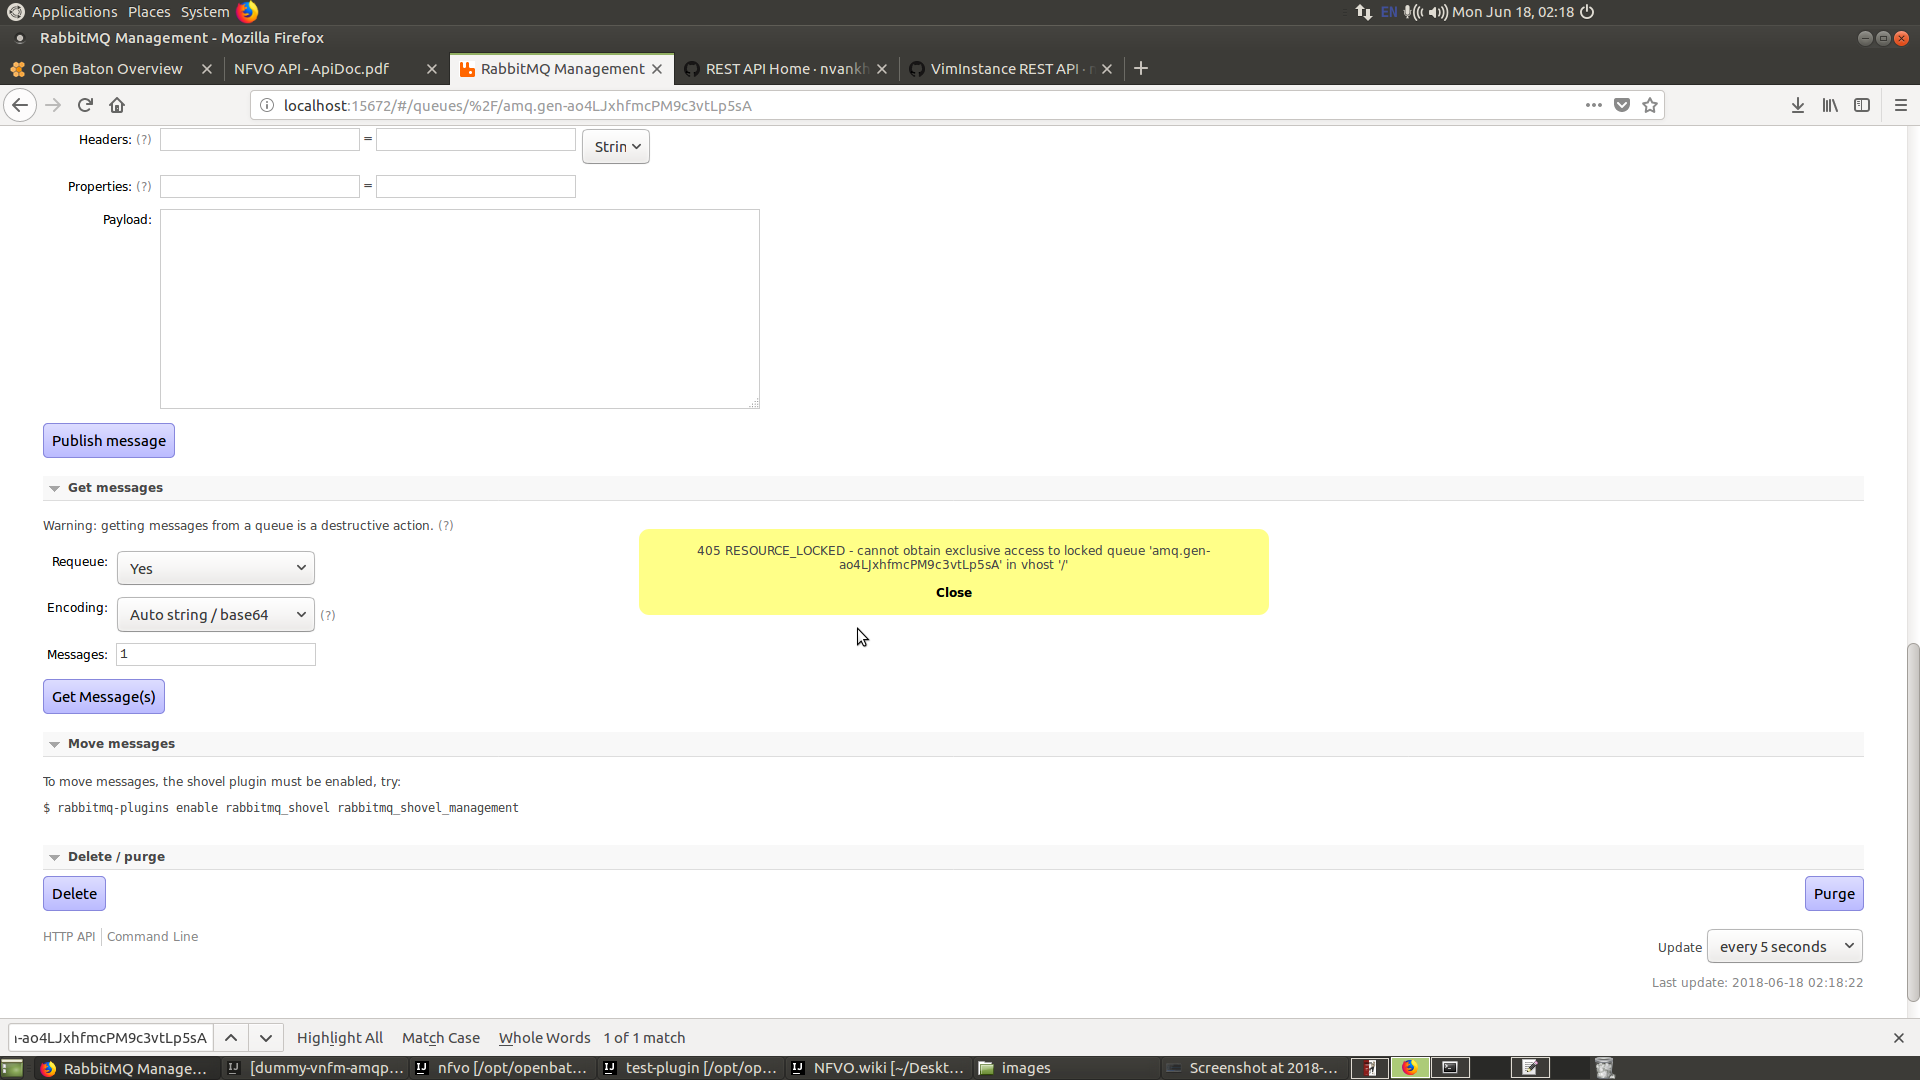 Applications Places System
EN Mon Jun 18, 02:18
RabbitMQ Management - Mozilla Firefox
Open Baton Overview
NFVO API - ApiDoc.pdf
RabbitMQ Management
REST API Home · nvankh
VimInstance REST API ·
localhost:15672/#/queues/%2F/amq.gen-ao4LJxhfmcPM9c3vtLp5sA
Headers: (?) = Strin
Properties: (?) =
Payload:
Publish message
Get messages
Warning: getting messages from a queue is a destructive action. (?)
405 RESOURCE_LOCKED - cannot obtain exclusive access to locked queue 'amq.gen-
ao4LJxhfmcPM9c3vtLp5sA' in vhost '/'
Close
Requeue: Yes
Encoding: Auto string / base64 (?)
Messages: 1
Get Message(s)
Move messages
To move messages, the shovel plugin must be enabled, try:
$ rabbitmq-plugins enable rabbitmq_shovel rabbitmq_shovel_management
Delete / purge
Delete
Purge
HTTP API Command Line
Update every 5 seconds
Last update: 2018-06-18 02:18:22
-ao4LJxhfmcPM9c3vtLp5sA Highlight All Match Case Whole Words 1 of 1 match
RabbitMQ Manage...
[dummy-vnfm-amqp...
nfvo [/opt/openbat...
test-plugin [/opt/op...
NFVO.wiki [~/Deskt...
images
Screenshot at 2018-...